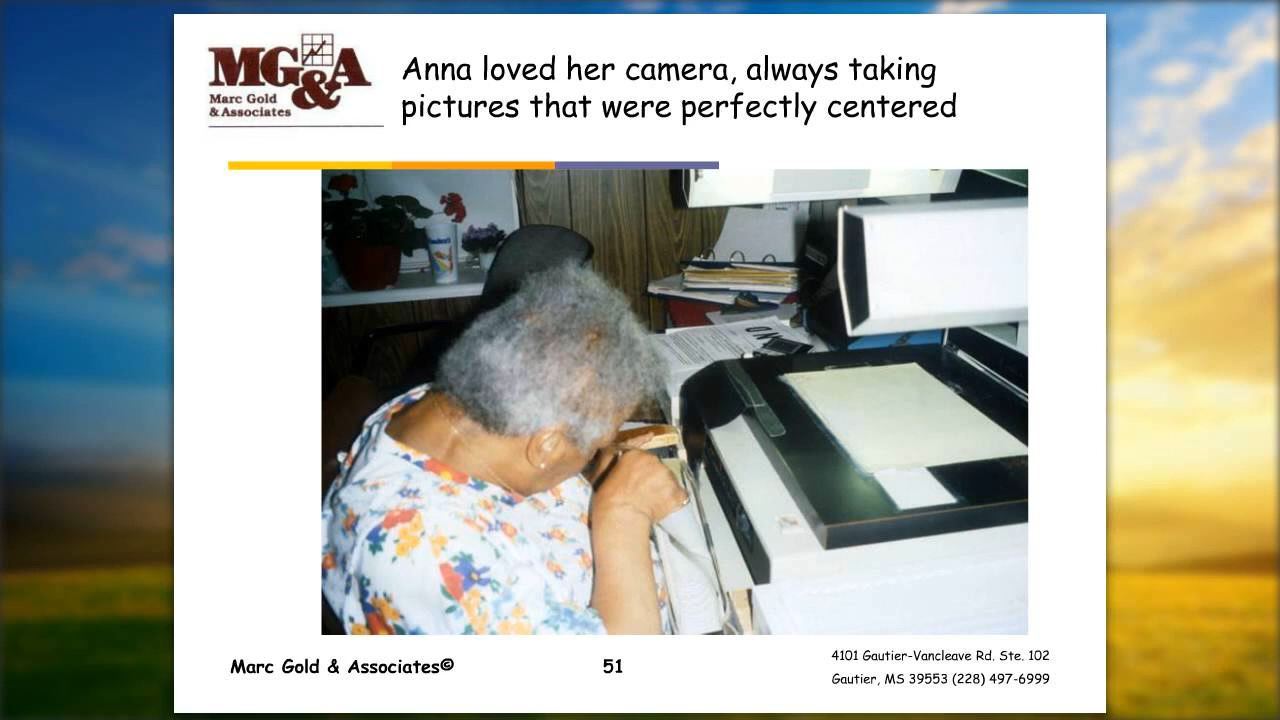 MG&A
Marc Gold
& Associates
Anna loved her camera, always taking
pictures that were perfectly centered
Marc Gold & Associates©
51
4101 Gautier-Vancleave Rd. Ste. 102
Gautier, MS 39553 (228) 497-6999